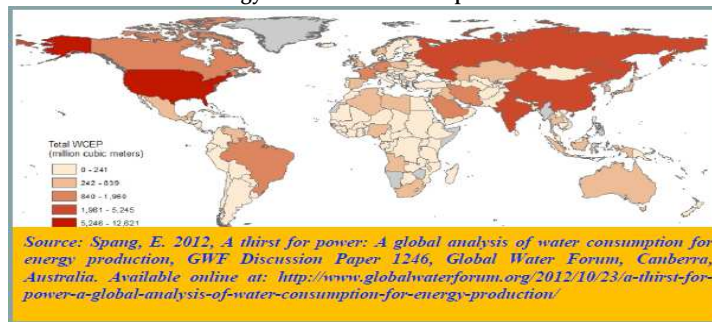 Total WCEP
(million cubic meters)
0 - 241
242 - 839
840 - 1,980
1,981 - 5,245
5,246 - 12,621
Source: Spang, E. 2012, A thirst for power: A global analysis of water consumption for
energy production, GWF Discussion Paper 1246, Global Water Forum, Canberra,
Australia. Available online at: http://www.globalwaterforum.org/2012/10/23/a-thirst-for-
power-a-global-analysis-of-water-consumption-for-energy-production/